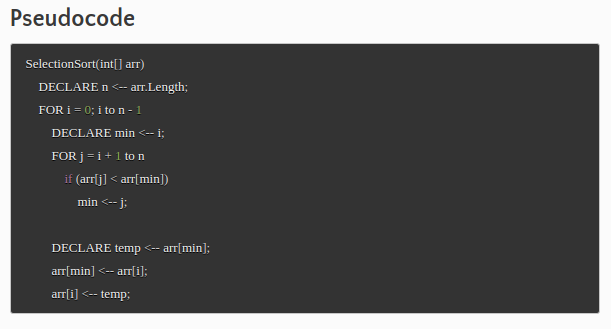 Pseudocode
SelectionSort(int[] arr)
DECLARE n <-- arr.Length;
FOR i = 0; i to n - 1
DECLARE min <-- i;
FOR j = i + 1 to n
if (arr[j] < arr[min])
min <-- j;
DECLARE temp <-- arr[min];
arr[min] <-- arr[i];
arr[i] <-- temp;